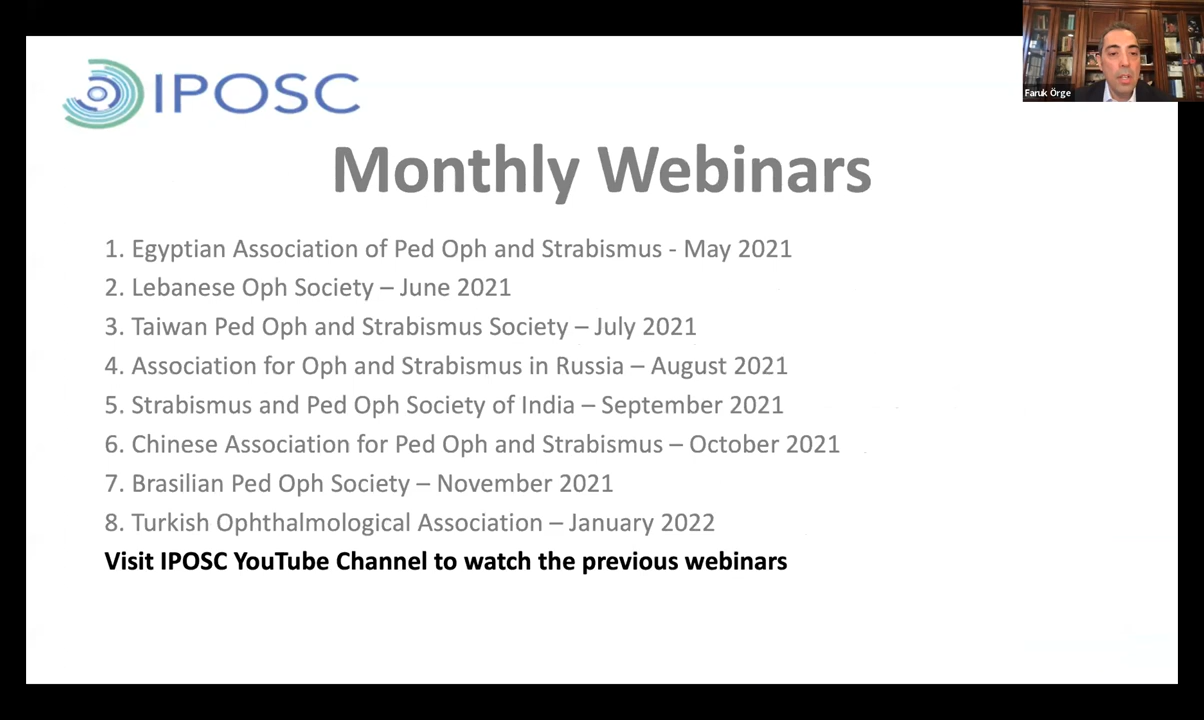 IPOSC
Faruk Örge
Monthly Webinars
1. Egyptian Association of Ped Oph and Strabismus - May 2021
2. Lebanese Oph Society – June 2021
3. Taiwan Ped Oph and Strabismus Society – July 2021
4. Association for Oph and Strabismus in Russia – August 2021
5. Strabismus and Ped Oph Society of India – September 2021
6. Chinese Association for Ped Oph and Strabismus – October 2021
7. Brasilian Ped Oph Society – November 2021
8. Turkish Ophthalmological Association – January 2022
Visit IPOSC YouTube Channel to watch the previous webinars